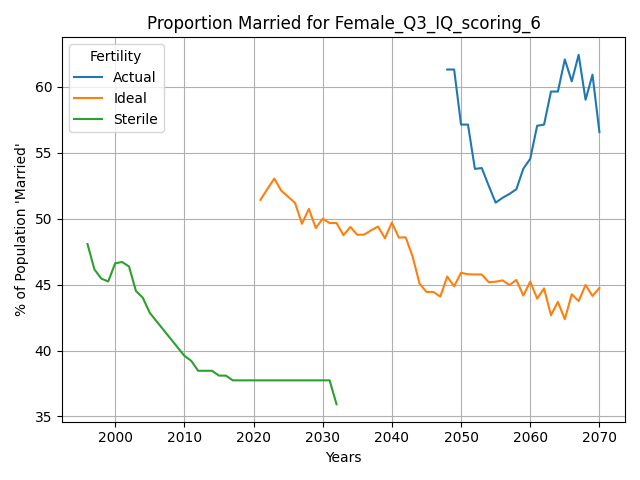 Proportion Married for Female_Q3_IQ_scoring_6
Fertility
Actual
Ideal
Sterile
% of Population 'Married'
60
55
50
45
40
35
2000 2010 2020 2030 2040 2050 2060 2070
Years